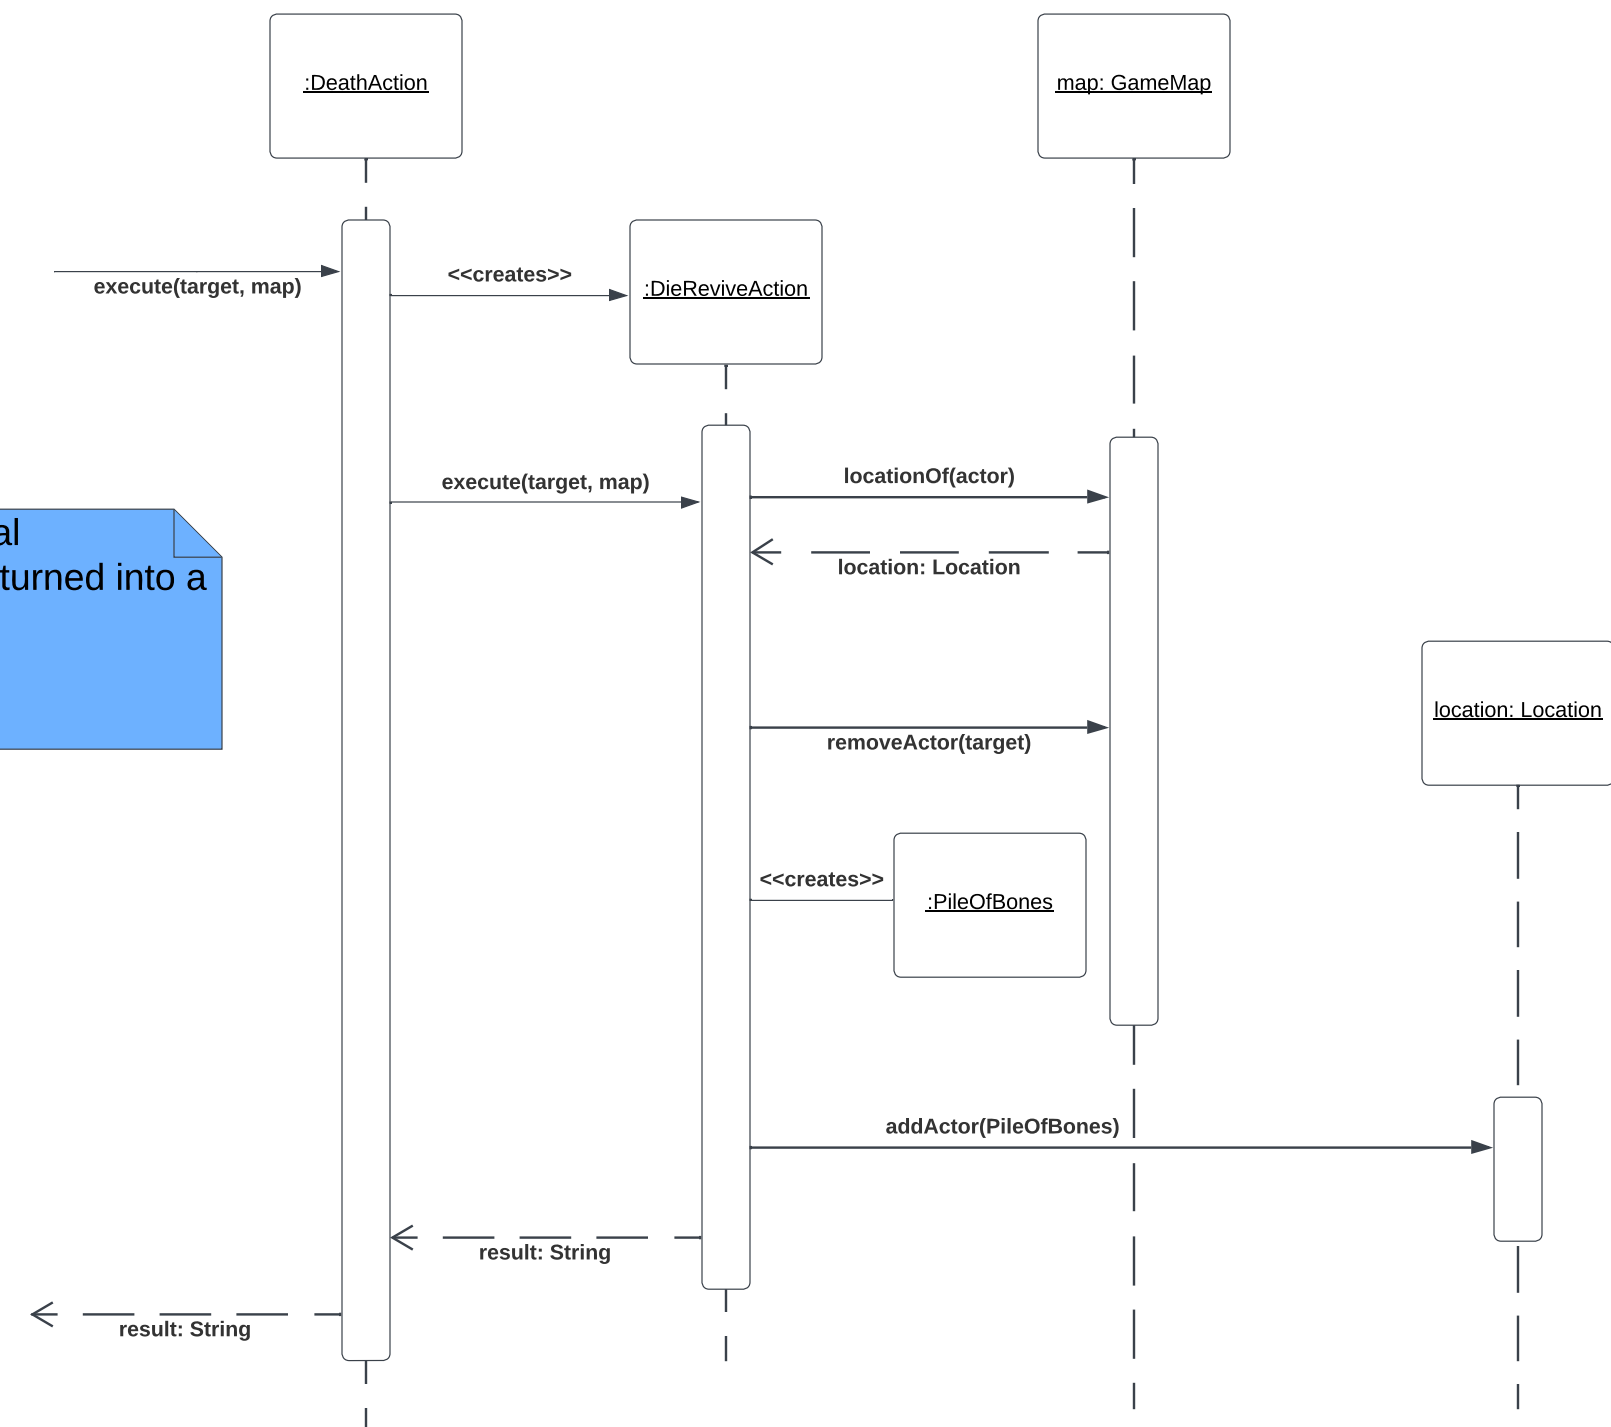 :DeathAction
map: GameMap
execute(target, map)
<<creates>>
:DieReviveAction
execute(target, map)
locationOf(actor)
al
turned into a
location: Location
location: Location
removeActor(target)
<<creates>>
:PileOfBones
addActor(PileOfBones)
result: String
result: String